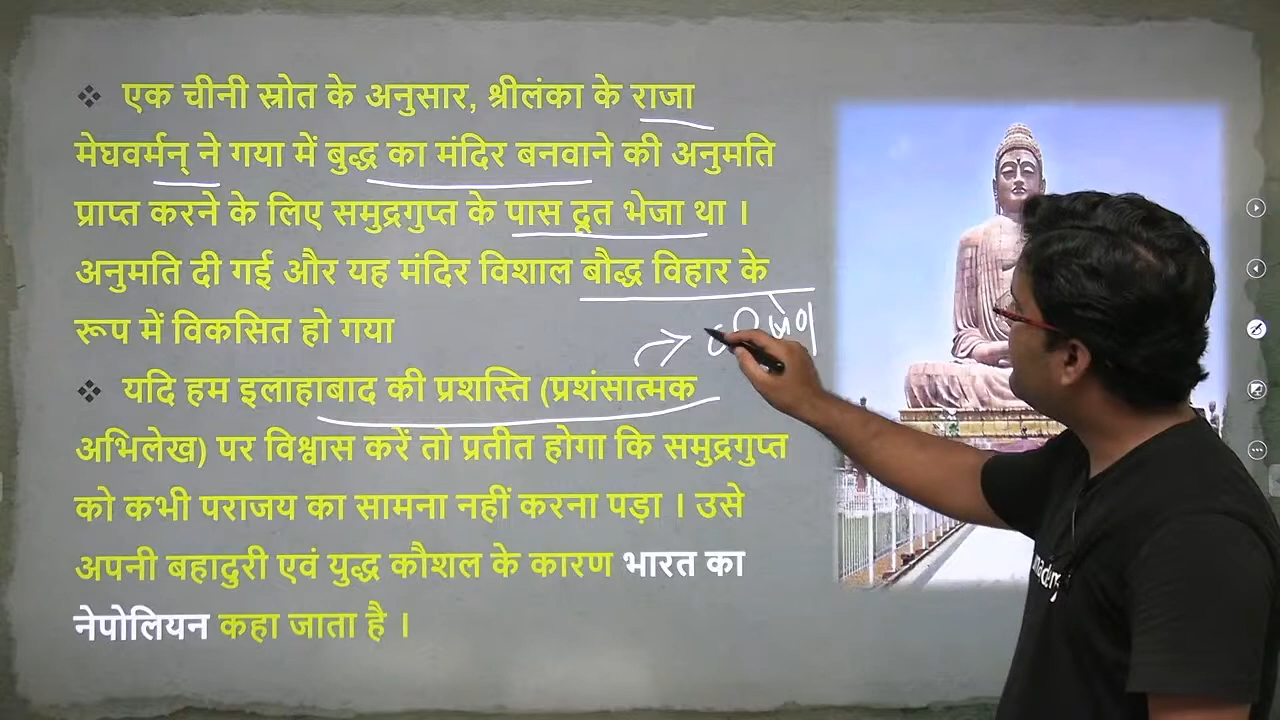 ❖ एक चीनी स्रोत के अनुसार, श्रीलंका के राजा
मेघवर्मन् ने गया में बुद्ध का मंदिर बनवाने की अनुमति
प्राप्त करने के लिए समुद्रगुप्त के पास दूत भेजा था ।
अनुमति दी गई और यह मंदिर विशाल बौद्ध विहार के
रूप में विकसित हो गया
❖ यदि हम इलाहाबाद की प्रशस्ति (प्रशंसात्मक
अभिलेख) पर विश्वास करें तो प्रतीत होगा कि समुद्रगुप्त
को कभी पराजय का सामना नहीं करना पड़ा । उसे
अपनी बहादुरी एवं युद्ध कौशल के कारण भारत का
नेपोलियन कहा जाता है ।